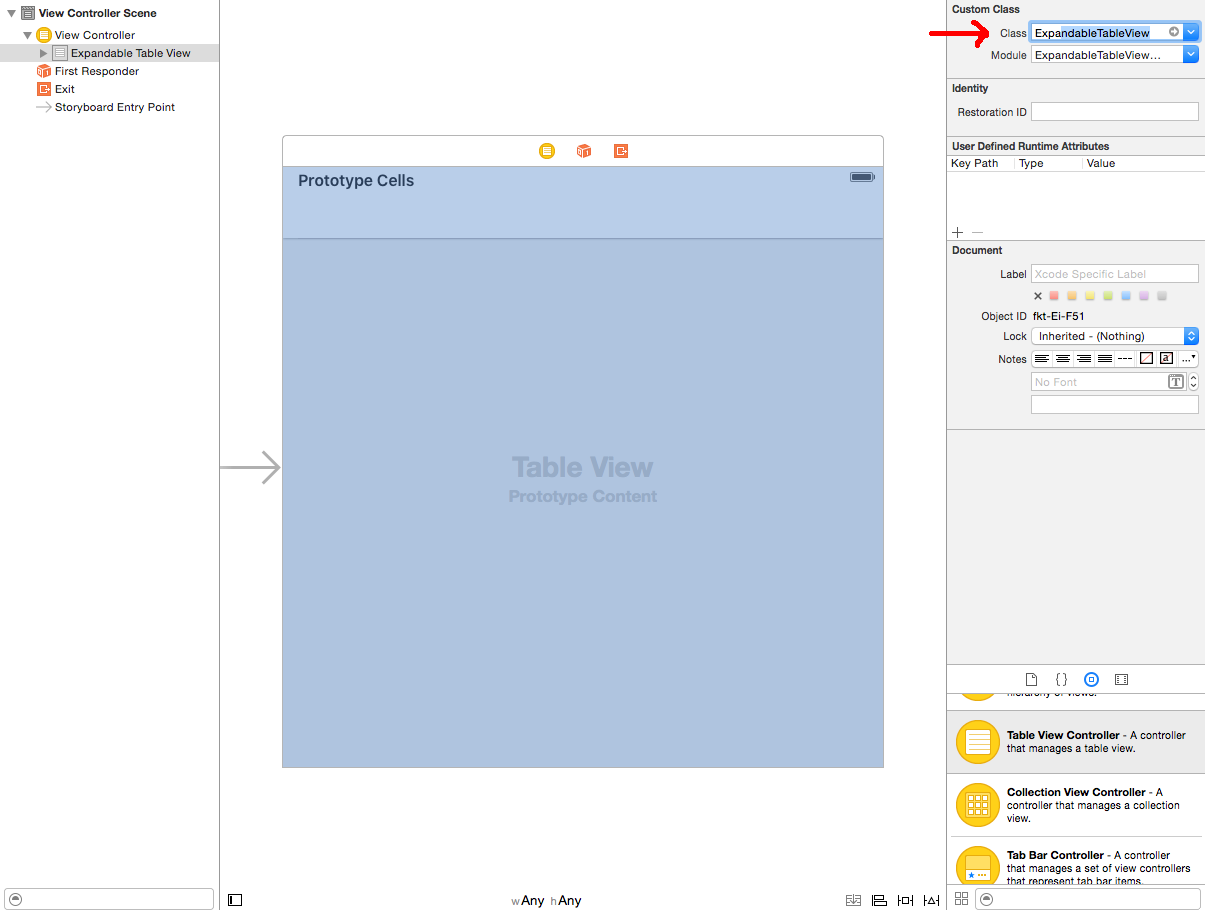 View Controller Scene
View Controller
Expandable Table View
First Responder
Exit
Storyboard Entry Point
Prototype Cells
Table View
Prototype Content
wAny hAny
Custom Class
Class ExpandableTableView
Module ExpandableTableView…
Identity
Restoration ID
User Defined Runtime Attributes
Key Path Type Value
Document
Label Xcode Specific Label
Object ID fkt-Ei-F51
Lock Inherited - (Nothing)
Notes
No Font
hierarchy of views.
Table View Controller - A controller
that manages a table view.
Collection View Controller - A
controller that manages a collection
view.
Tab Bar Controller - A controller
that manages a set of view controllers
that represent tab bar items.